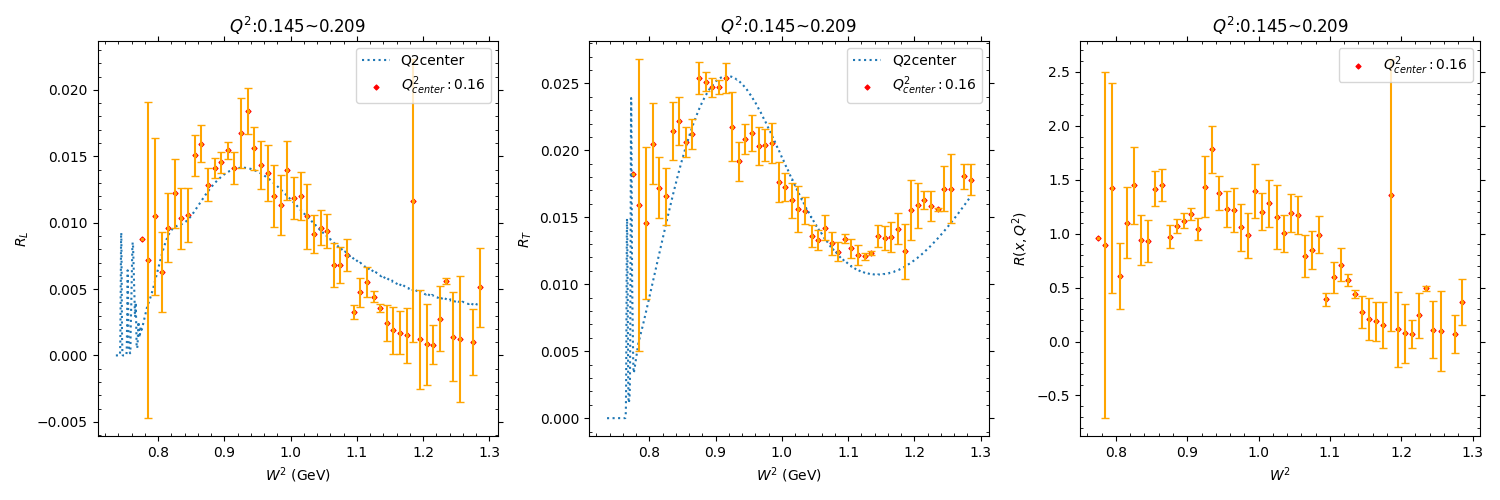 Q²:0.145~0.209
Q2center
Q²center:0.16
0.020
0.015
0.010
0.005
0.000
−0.005
R_L
0.8 0.9 1.0 1.1 1.2 1.3
W² (GeV)
Q²:0.145~0.209
Q2center
Q²center:0.16
0.025
0.020
0.015
0.010
0.005
0.000
R_T
0.8 0.9 1.0 1.1 1.2 1.3
W² (GeV)
Q²:0.145~0.209
Q²center:0.16
2.5
2.0
1.5
1.0
0.5
0.0
−0.5
R(x, Q²)
0.8 0.9 1.0 1.1 1.2 1.3
W²